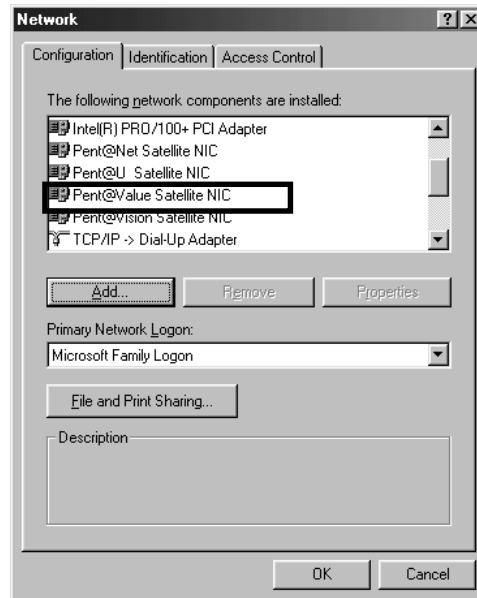 Network
Configuration Identification Access Control
The following network components are installed:
Intel(R) PRO/100+ PCI Adapter
Pent@Net Satellite NIC
Pent@U Satellite NIC
Pent@Value Satellite NIC
Pent@Vision Satellite NIC
TCP/IP -> Dial-Up Adapter
Add... Remove Properties
Primary Network Logon:
Microsoft Family Logon
File and Print Sharing...
Description
OK Cancel